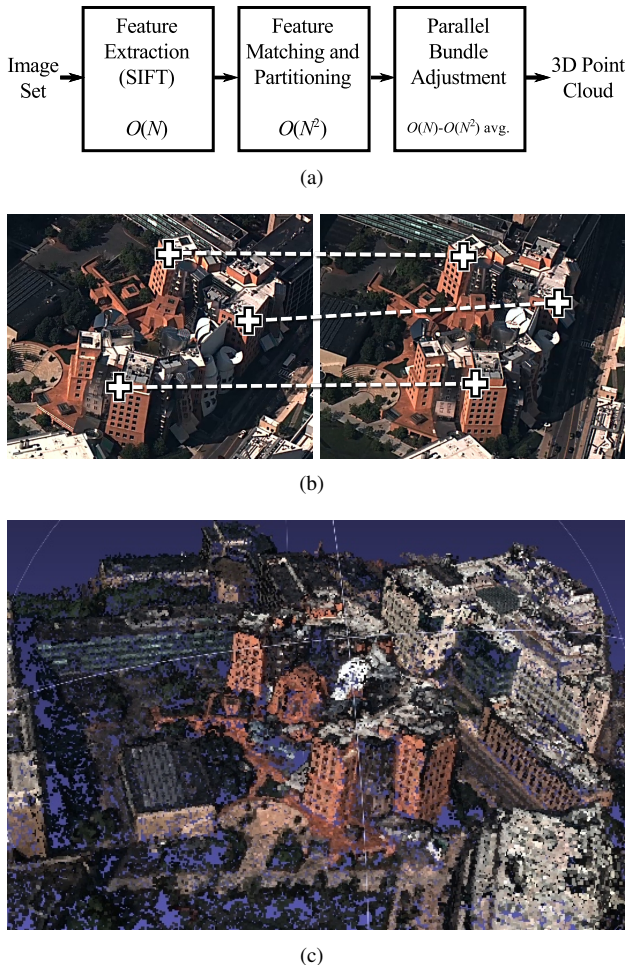 Image
Set
Feature
Extraction
(SIFT)
O(N)
Feature
Matching and
Partitioning
O(N²)
Parallel
Bundle
Adjustment
O(N)-O(N²) avg.
3D Point
Cloud
(a)
(b)
(c)